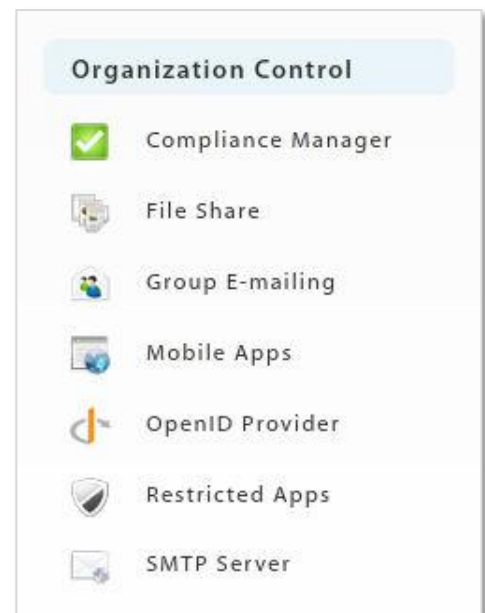 Organization Control
Compliance Manager
File Share
Group E-mailing
Mobile Apps
OpenID Provider
Restricted Apps
SMTP Server